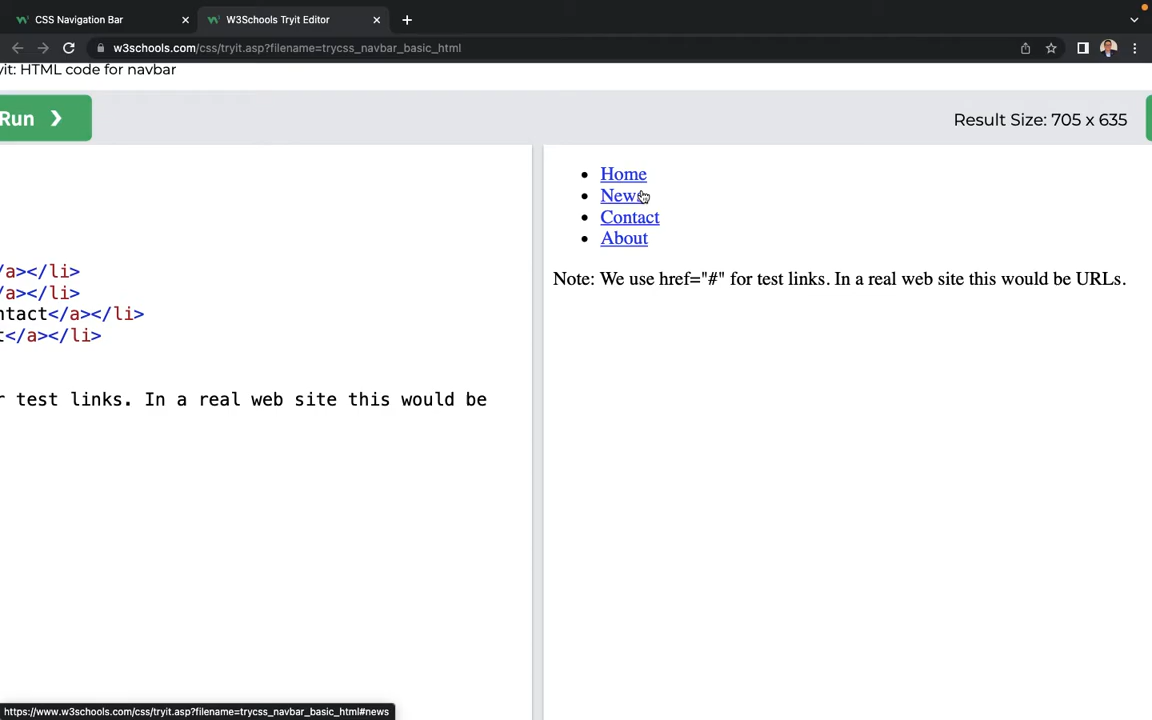 CSS Navigation Bar
W3Schools Tryit Editor
w3schools.com/css/tryit.asp?filename=trycss_navbar_basic_html
yit: HTML code for navbar
Run ❯
Result Size: 705 x 635
/a></li>
/a></li>
ntact</a></li>
t</a></li>
r test links. In a real web site this would be
• Home
• News
• Contact
• About
Note: We use href="#" for test links. In a real web site this would be URLs.
https://www.w3schools.com/css/tryit.asp?filename=trycss_navbar_basic_html#news